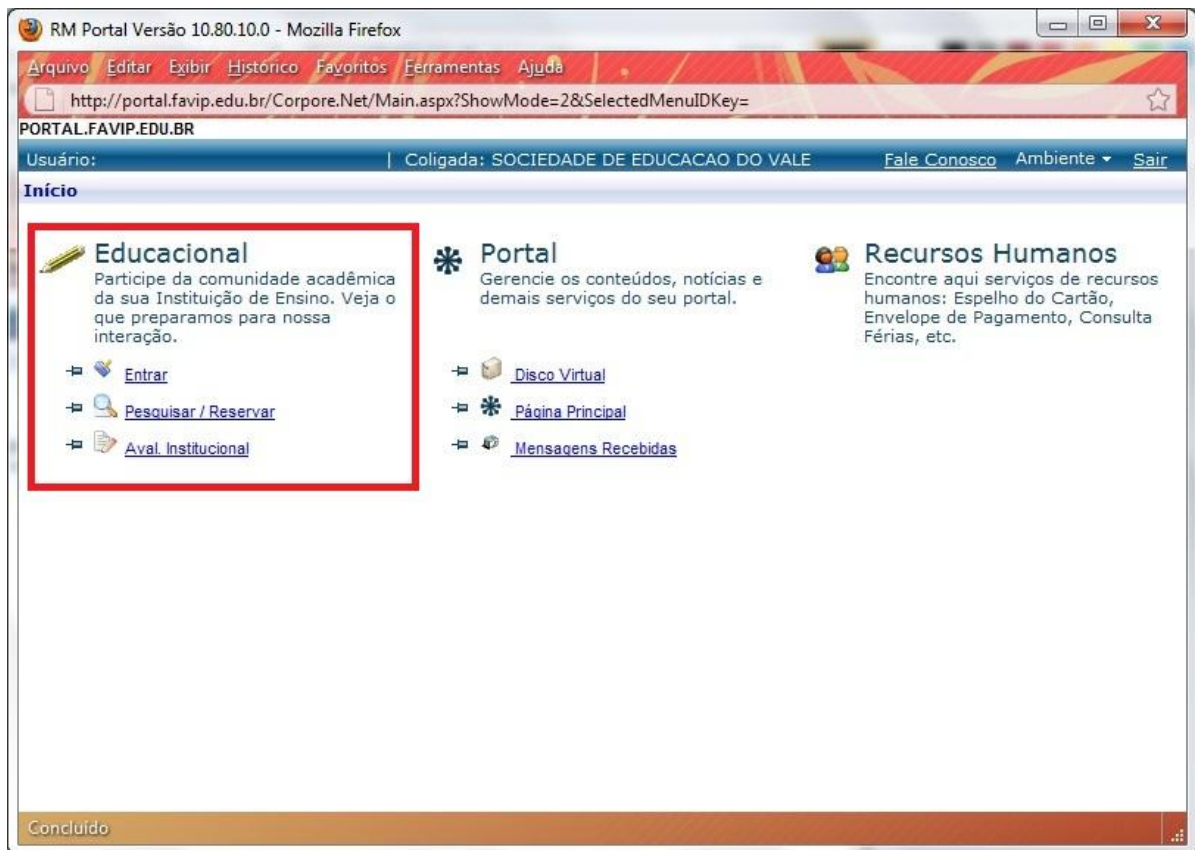 RM Portal Versão 10.80.10.0 - Mozilla Firefox
Arquivo Editar Exibir Histórico Favoritos Ferramentas Ajuda
http://portal.favip.edu.br/Corpore.Net/Main.aspx?ShowMode=2&SelectedMenuIDKey=
PORTAL.FAVIP.EDU.BR
Usuário: | Coligada: SOCIEDADE DE EDUCACAO DO VALE Fale Conosco Ambiente Sair
Início
Educacional
Participe da comunidade acadêmica
da sua Instituição de Ensino. Veja o
que preparamos para nossa
interação.
Entrar
Pesquisar / Reservar
Aval. Institucional
Portal
Gerencie os conteúdos, notícias e
demais serviços do seu portal.
Disco Virtual
Página Principal
Mensagens Recebidas
Recursos Humanos
Encontre aqui serviços de recursos
humanos: Espelho do Cartão,
Envelope de Pagamento, Consulta
Férias, etc.
Concluído